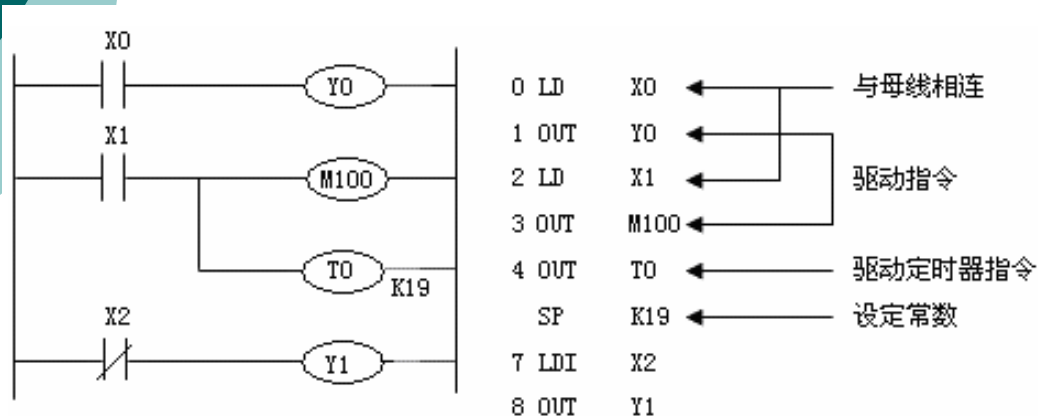 X0
Y0
X1
M100
T0
K19
X2
Y1
0 LD X0 与母线相连
1 OUT Y0
2 LD X1 驱动指令
3 OUT M100
4 OUT T0 驱动定时器指令
SP K19 设定常数
7 LDI X2
8 OUT Y1